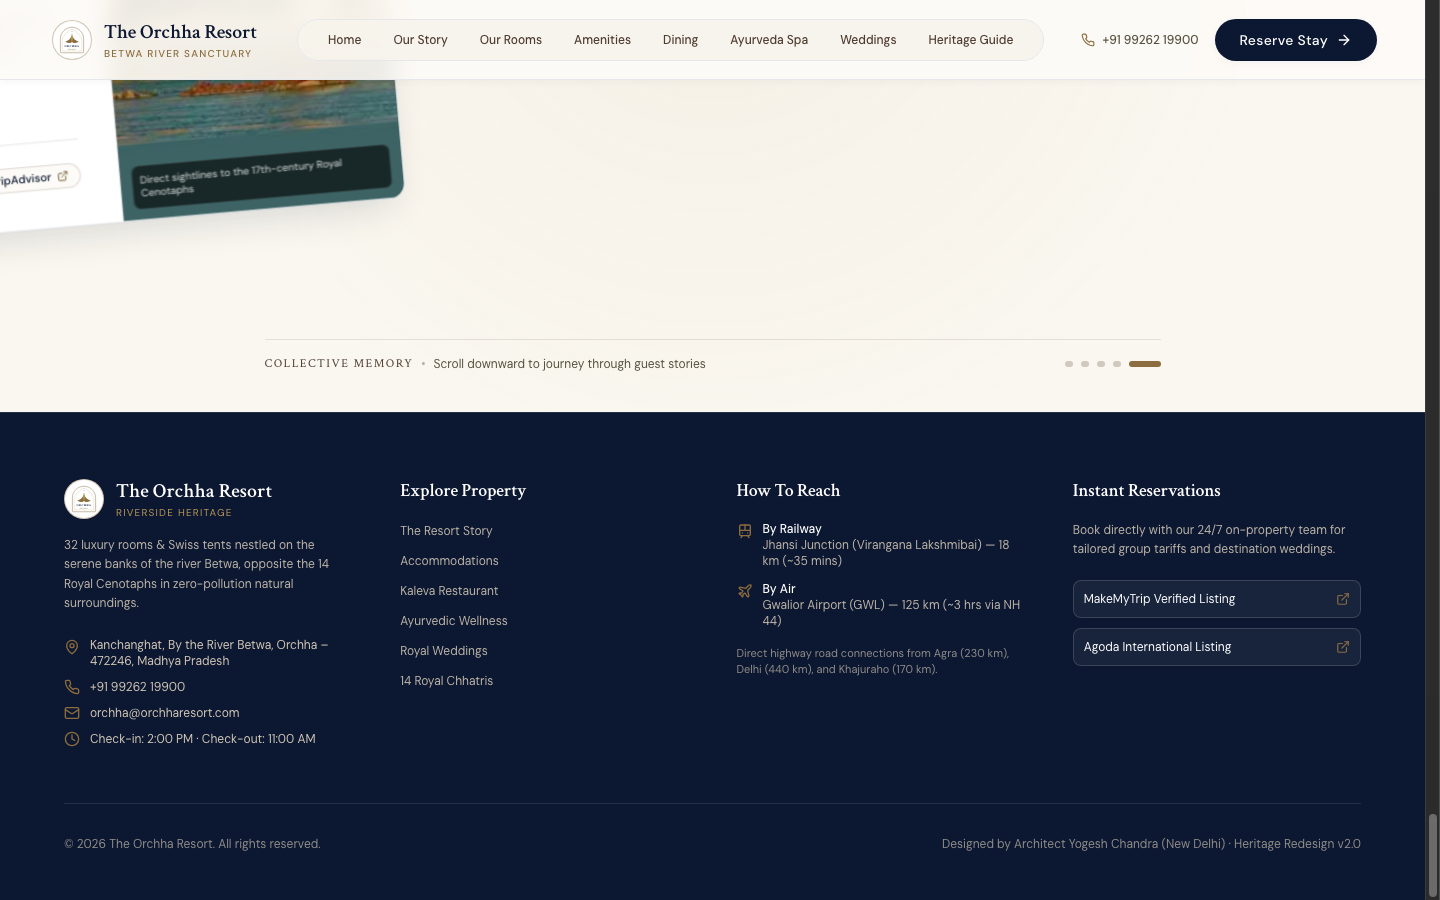 The Orchha Resort
BETWA RIVER SANCTUARY
Home
Our Story
Our Rooms
Amenities
Dining
Ayurveda Spa
Weddings
Heritage Guide
+91 99262 19900
Reserve Stay
Direct sightlines to the 17th-century Royal
Cenotaphs
COLLECTIVE MEMORY • Scroll downward to journey through guest stories
The Orchha Resort
RIVERSIDE HERITAGE
32 luxury rooms & Swiss tents nestled on the
serene banks of the river Betwa, opposite the 14
Royal Cenotaphs in zero-pollution natural
surroundings.
Kanchanghat, By the River Betwa, Orchha –
472246, Madhya Pradesh
+91 99262 19900
orchha@orchharesort.com
Check-in: 2:00 PM · Check-out: 11:00 AM
Explore Property
The Resort Story
Accommodations
Kaleva Restaurant
Ayurvedic Wellness
Royal Weddings
14 Royal Chhatris
How To Reach
By Railway
Jhansi Junction (Virangana Lakshmibai) — 18
km (~35 mins)
By Air
Gwalior Airport (GWL) — 125 km (~3 hrs via NH
44)
Direct highway road connections from Agra (230 km),
Delhi (440 km), and Khajuraho (170 km).
Instant Reservations
Book directly with our 24/7 on-property team for
tailored group tariffs and destination weddings.
MakeMyTrip Verified Listing
Agoda International Listing
© 2026 The Orchha Resort. All rights reserved.
Designed by Architect Yogesh Chandra (New Delhi) · Heritage Redesign v2.0